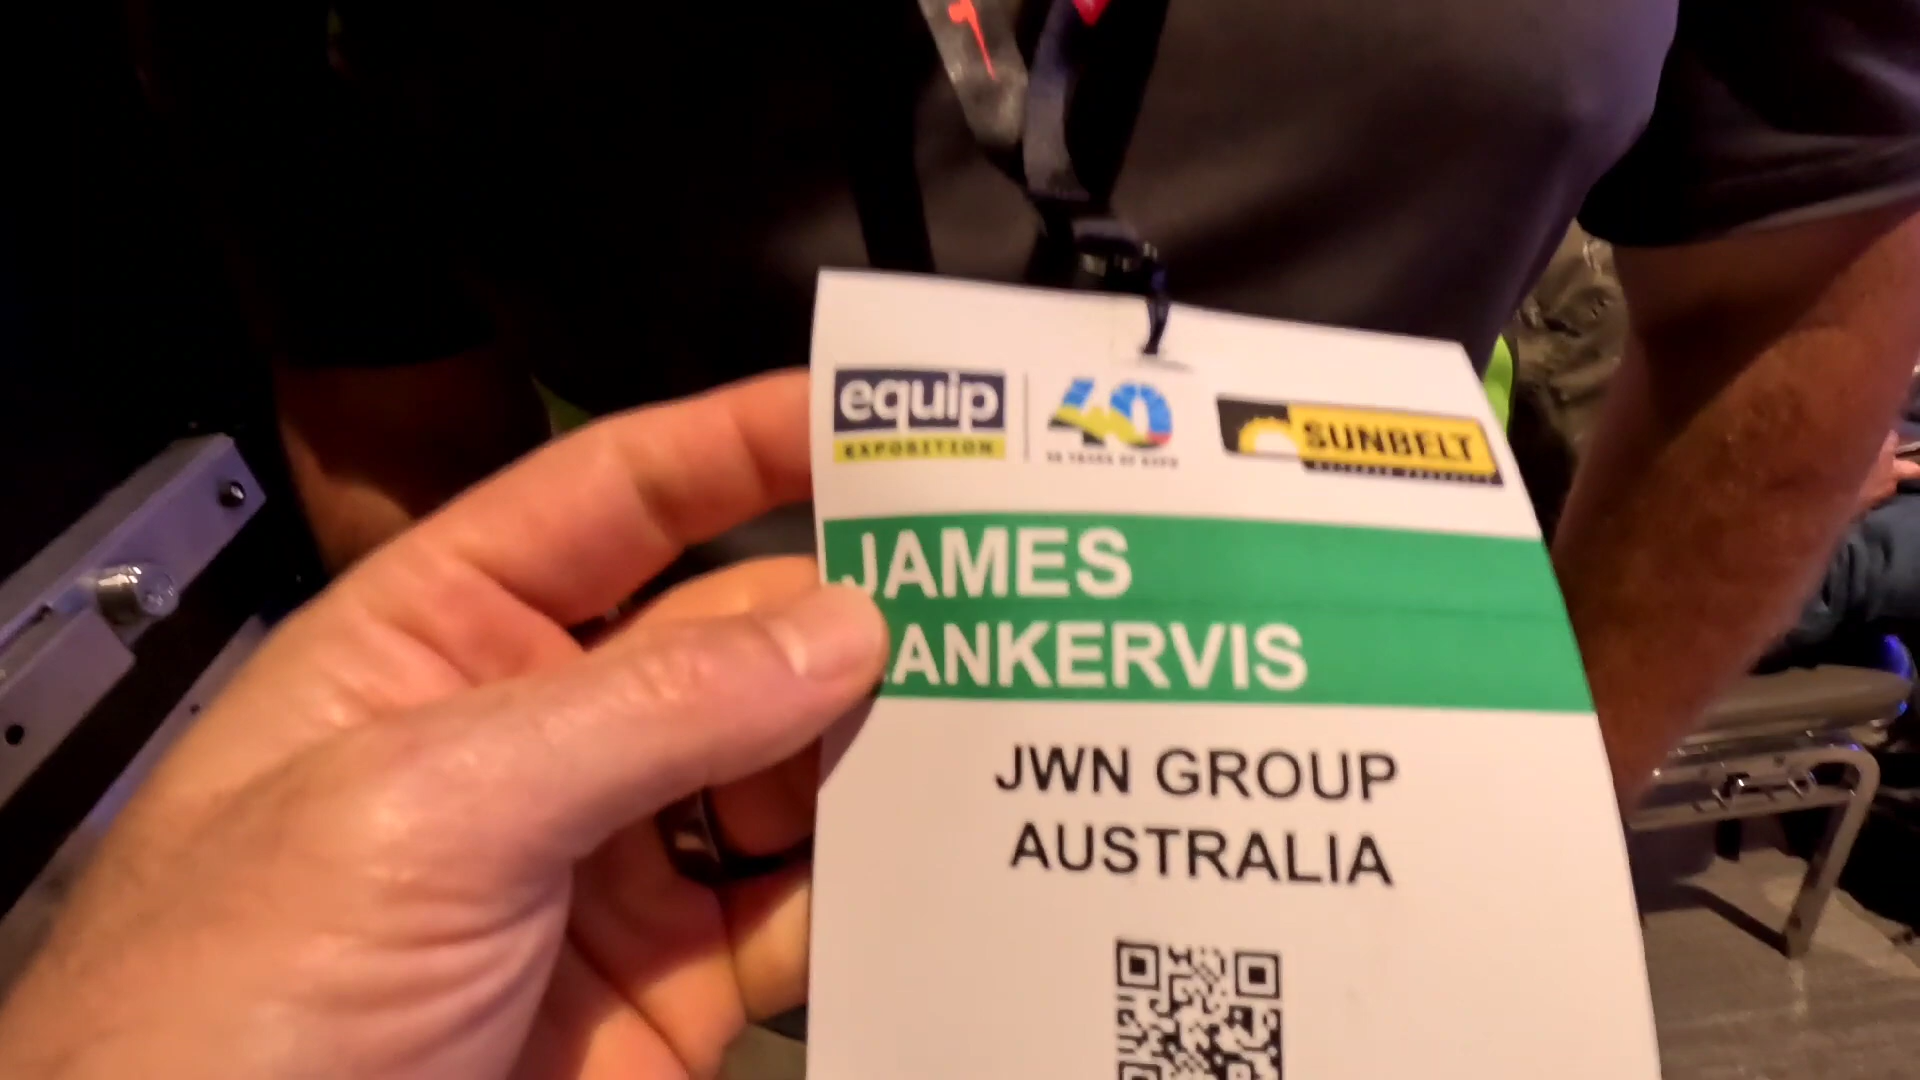 equip
EXPOSITION
40
SUNBELT
JAMES
ANKERVIS
JWN GROUP
AUSTRALIA